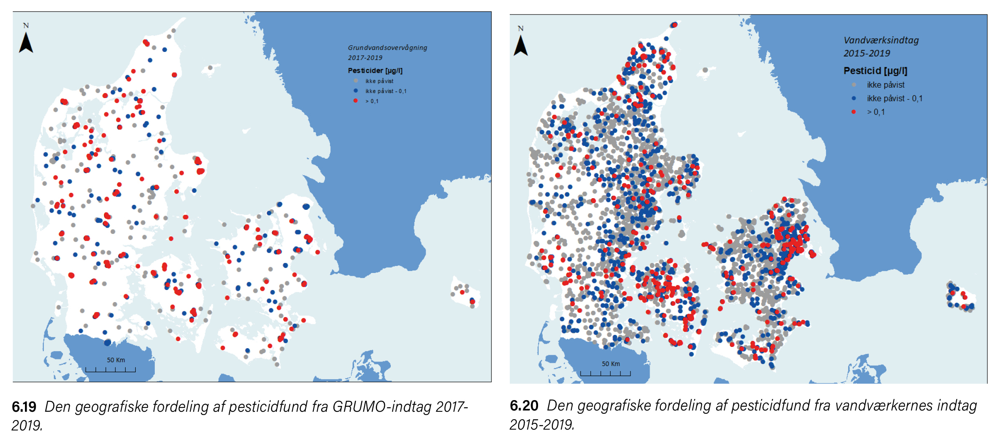 N
Grundvandsovervågning
2017-2019
Pesticider [µg/l]
ikke påvist
ikke påvist - 0,1
> 0,1
50 Km
6.19 Den geografiske fordeling af pesticidfund fra GRUMO-indtag 2017-
2019.
N
Vandværksindtag
2015-2019
Pesticid [µg/l]
ikke påvist
ikke påvist - 0,1
> 0,1
50 Km
6.20 Den geografiske fordeling af pesticidfund fra vandværkernes indtag
2015-2019.